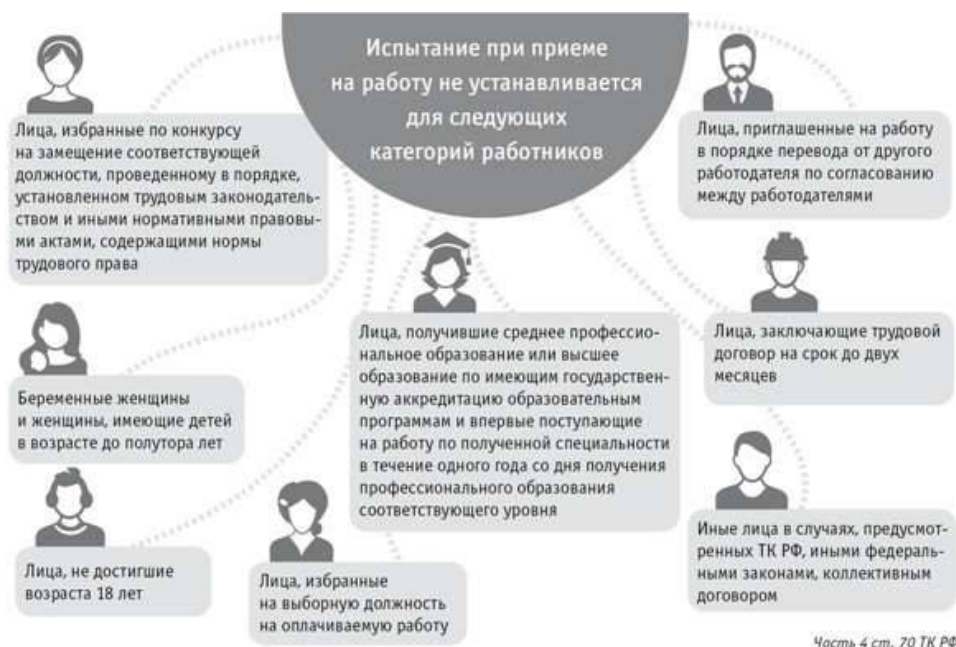 Испытание при приеме
на работу не устанавливается
для следующих
категорий работников
Лица, избранные по конкурсу
на замещение соответствующей
должности, проведенному в порядке,
установленном трудовым законодатель-
ством и иными нормативными правовы-
ми актами, содержащими нормы
трудового права
Лица, приглашенные на работу
в порядке перевода от другого
работодателя по согласованию
между работодателями
Беременные женщины
и женщины, имеющие детей
в возрасте до полутора лет
Лица, получившие среднее профессио-
нальное образование или высшее
образование по имеющим государствен-
ную аккредитацию образовательным
программам и впервые поступающие
на работу по полученной специальности
в течение одного года со дня получения
профессионального образования
соответствующего уровня
Лица, заключающие трудовой
договор на срок до двух
месяцев
Лица, не достигшие
возраста 18 лет
Лица, избранные
на выборную должность
на оплачиваемую работу
Иные лица в случаях, предусмот-
ренных ТК РФ, иными федераль-
ными законами, коллективным
договором
Часть 4 ст. 70 ТК РФ